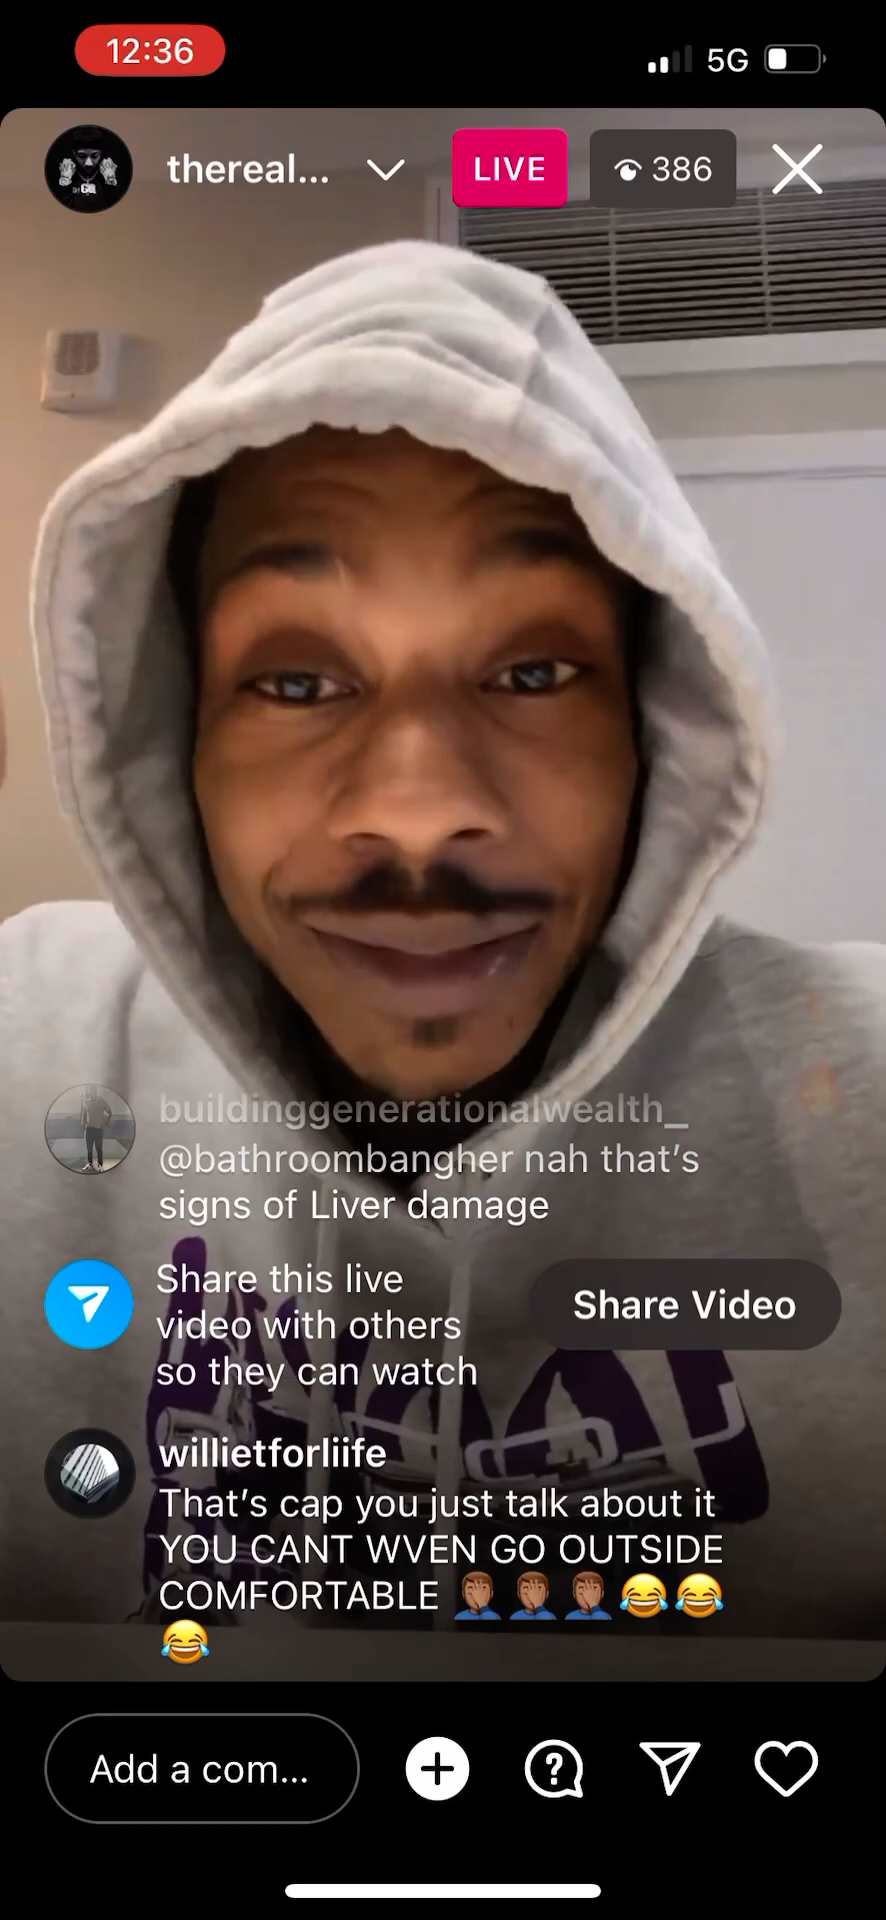 12:36
5G
thereal...
LIVE
386
buildinggenerationalwealth_
@bathroombangher nah that's
signs of Liver damage
Share this live
video with others
so they can watch
Share Video
willietforliife
That's cap you just talk about it
YOU CANT WVEN GO OUTSIDE
COMFORTABLE 🤦🏽‍♂️🤦🏽‍♂️🤦🏽‍♂️😂😂
😂
Add a com...